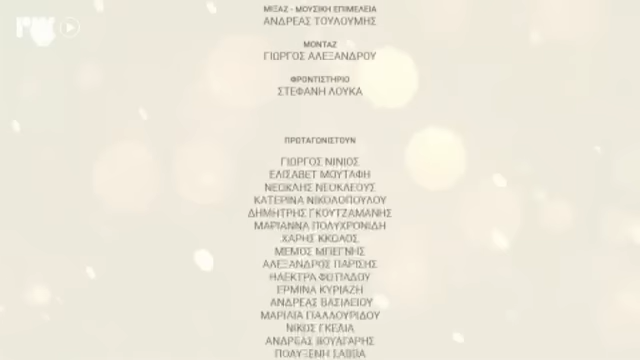 ΜΙΞΑΖ - ΜΟΥΣΙΚΗ ΕΠΙΜΕΛΕΙΑ
ΑΝΔΡΕΑΣ ΤΟΥΛΟΥΜΗΣ
ΜΟΝΤΑΖ
ΓΙΩΡΓΟΣ ΑΛΕΞΑΝΔΡΟΥ
ΦΡΟΝΤΙΣΤΗΡΙΟ
ΣΤΕΦΑΝΗ ΛΟΥΚΑ
ΠΡΩΤΑΓΩΝΙΣΤΟΥΝ
ΓΙΩΡΓΟΣ ΝΙΝΙΟΣ
ΕΛΙΣΑΒΕΤ ΜΟΥΤΑΦΗ
ΝΕΟΚΛΗΣ ΝΕΟΚΛΕΟΥΣ
ΚΑΤΕΡΙΝΑ ΝΙΚΟΛΟΠΟΥΛΟΥ
ΔΗΜΗΤΡΗΣ ΓΚΟΥΤΖΑΜΑΝΗΣ
ΜΑΡΙΑΝΝΑ ΠΟΛΥΧΡΟΝΙΔΗ
ΧΑΡΗΣ ΚΚΟΛΟΣ
ΜΕΜΟΣ ΜΠΕΓΝΗΣ
ΑΛΕΞΑΝΔΡΟΣ ΠΑΡΙΣΗΣ
ΗΛΕΚΤΡΑ ΦΩΤΙΑΔΟΥ
ΕΡΜΙΝΑ ΚΥΡΙΑΖΗ
ΑΝΔΡΕΑΣ ΒΑΣΙΛΕΙΟΥ
ΜΑΡΙΛΙΑ ΓΙΑΛΛΟΥΡΙΔΟΥ
ΝΙΚΟΣ ΓΚΕΛΙΑ
ΑΝΔΡΕΑΣ ΒΟΥΛΓΑΡΗΣ
ΠΟΛΥΞΕΝΗ ΣΑΒΒΑ